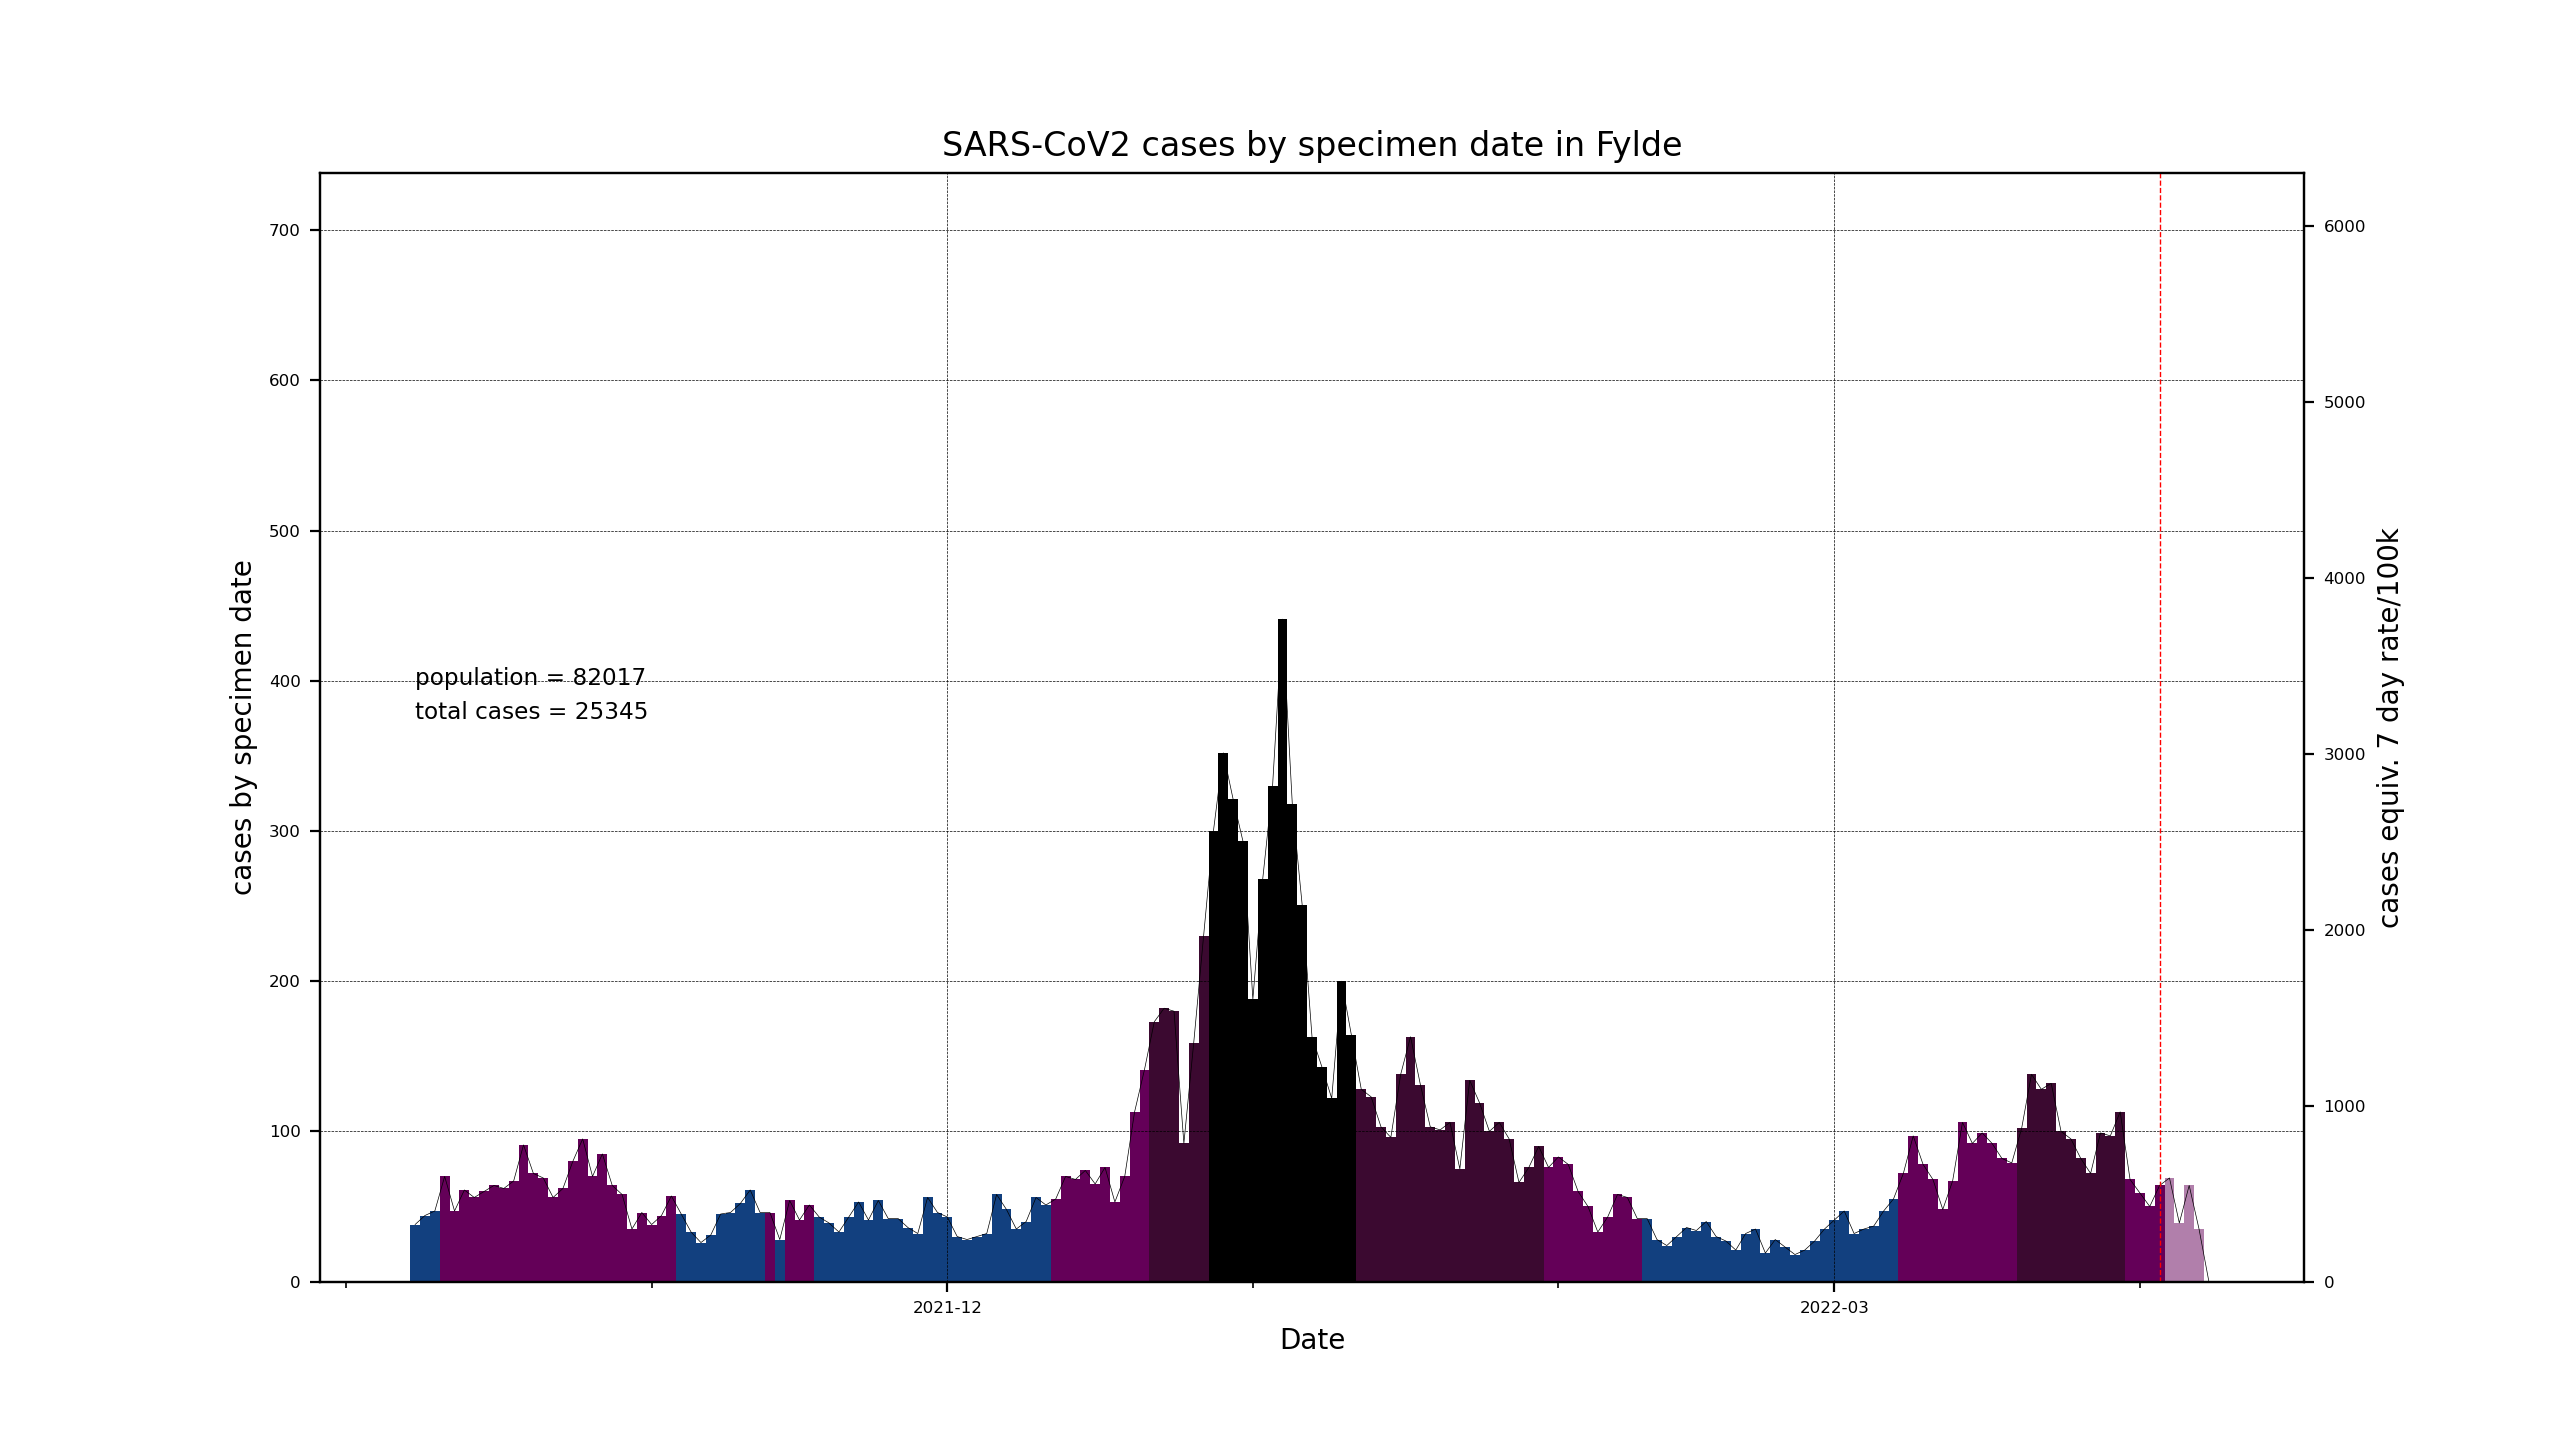 SARS-CoV2 cases by specimen date in Fylde
cases by specimen date
700
600
500
400
300
200
100
0
population = 82017
total cases = 25345
6000
5000
4000
3000
2000
1000
0
cases equiv. 7 day rate/100k
2021-12
2022-03
Date